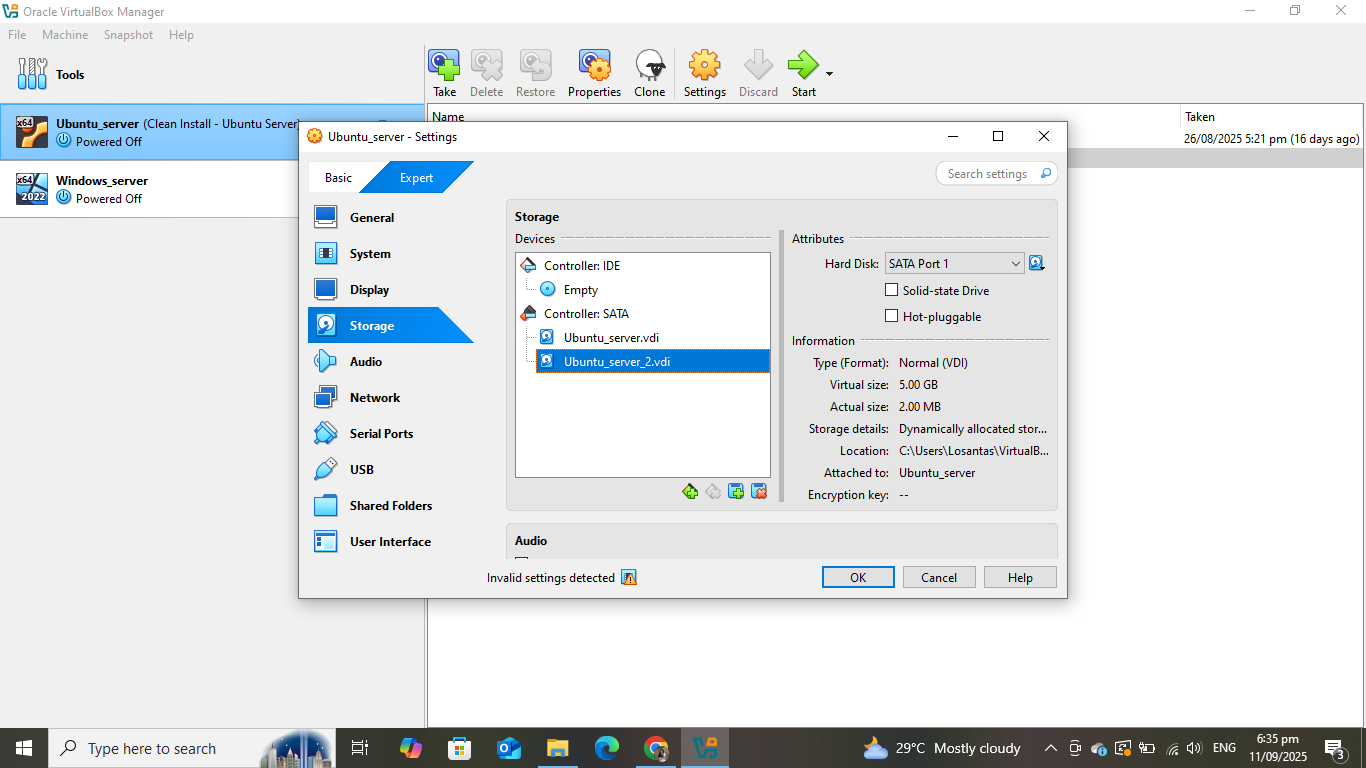 Oracle VirtualBox Manager
File Machine Snapshot Help
Tools
Take Delete Restore Properties Clone Settings Discard Start
x64 Ubuntu_server (Clean Install - Ubuntu Server)
Powered Off
x64 2022 Windows_server
Powered Off
Name Taken
26/08/2025 5:21 pm (16 days ago)
Ubuntu_server - Settings
Basic Expert
Search settings
General
System
Display
Storage
Audio
Network
Serial Ports
USB
Shared Folders
User Interface
Storage
Devices
Controller: IDE
Empty
Controller: SATA
Ubuntu_server.vdi
Ubuntu_server_2.vdi
Attributes
Hard Disk: SATA Port 1
Solid-state Drive
Hot-pluggable
Information
Type (Format): Normal (VDI)
Virtual size: 5.00 GB
Actual size: 2.00 MB
Storage details: Dynamically allocated stor...
Location: C:\Users\Losantas\VirtualB...
Attached to: Ubuntu_server
Encryption key: --
Audio
Invalid settings detected
OK Cancel Help
Type here to search
29°C Mostly cloudy
ENG
6:35 pm
11/09/2025
3